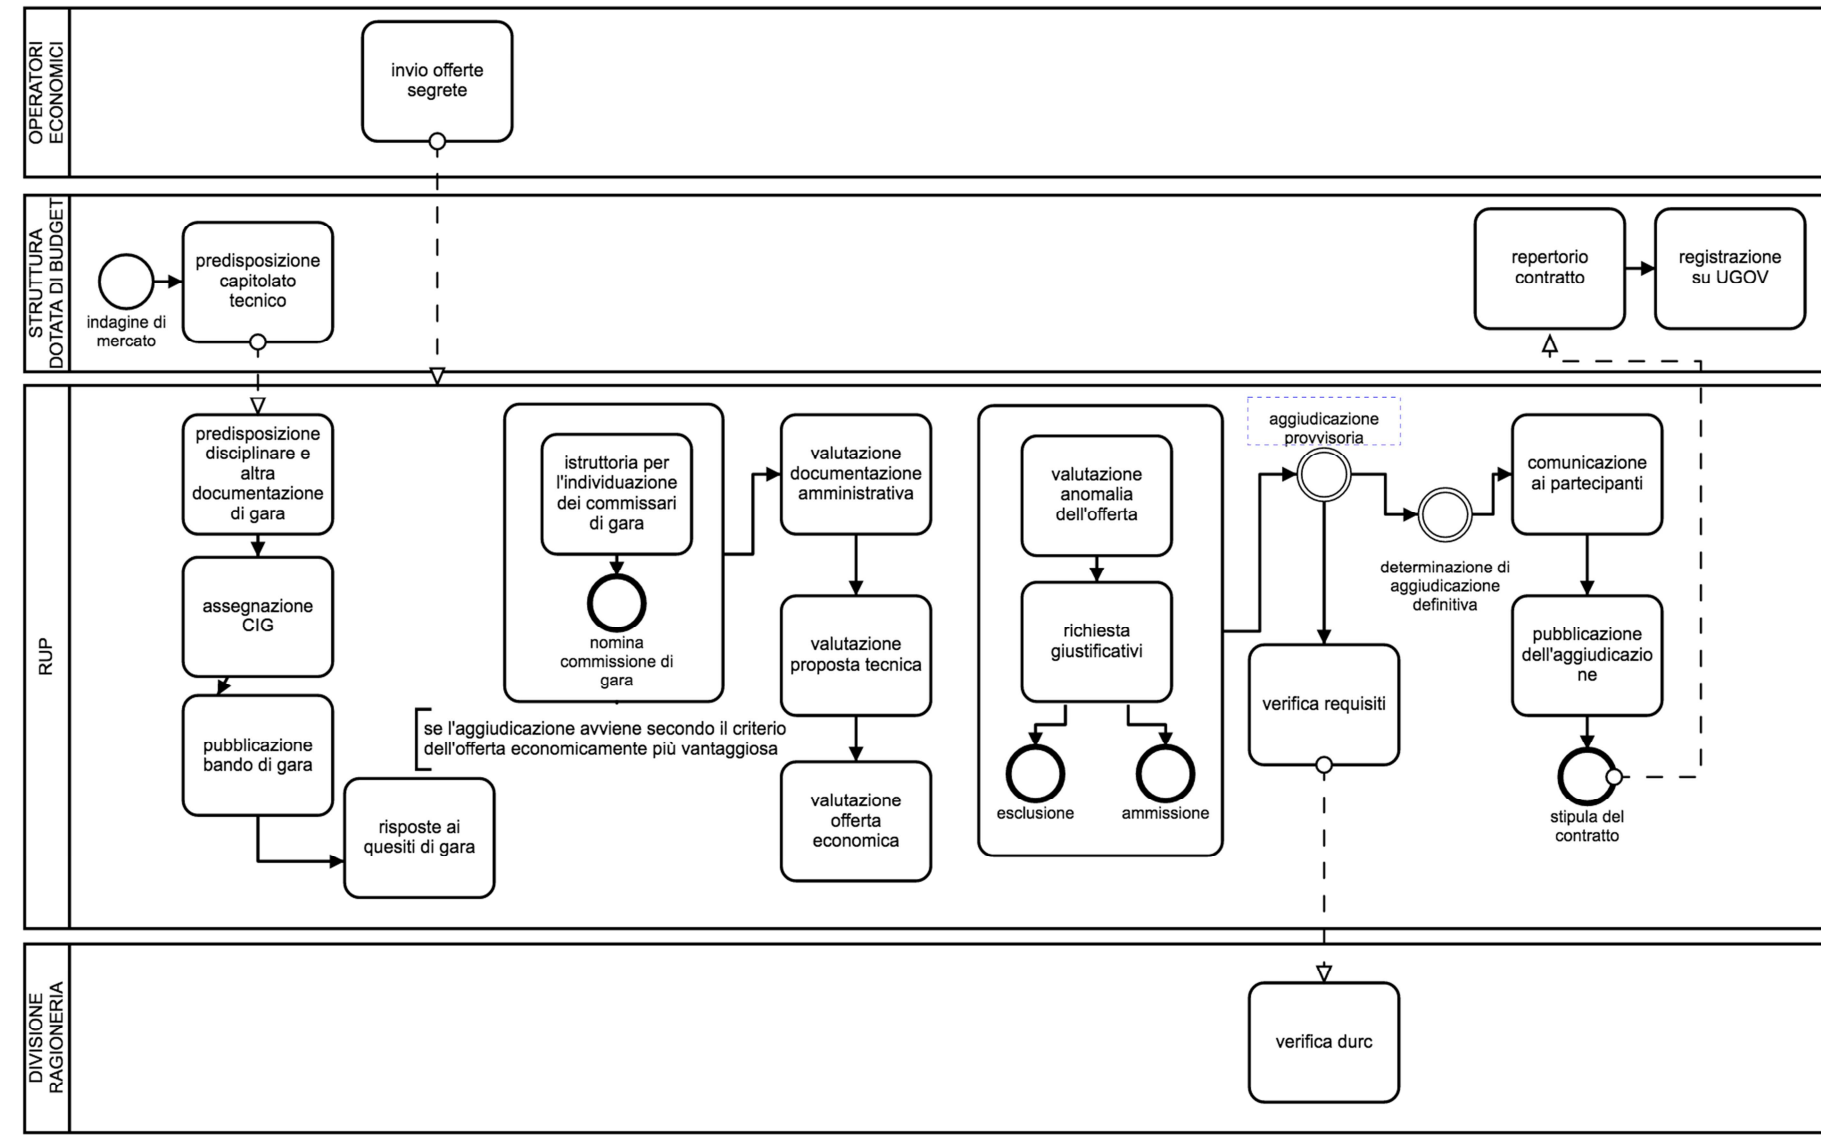 OPERATORI
ECONOMICI
invio offerte
segrete
STRUTTURA
DOTATA DI BUDGET
indagine di
mercato
predisposizione
capitolato
tecnico
repertorio
contratto
registrazione
su UGOV
RUP
predisposizione
disciplinare e
altra
documentazione
di gara
assegnazione
CIG
pubblicazione
bando di gara
risposte ai
quesiti di gara
istruttoria per
l'individuazione
dei commissari
di gara
nomina
commissione di
gara
se l'aggiudicazione avviene secondo il criterio
dell'offerta economicamente più vantaggiosa
valutazione
documentazione
amministrativa
valutazione
proposta tecnica
valutazione
offerta
economica
valutazione
anomalia
dell'offerta
richiesta
giustificativi
esclusione
ammissione
aggiudicazione
provvisoria
verifica requisiti
determinazione di
aggiudicazione
definitiva
comunicazione
ai partecipanti
pubblicazione
dell'aggiudicazio
ne
stipula del
contratto
DIVISIONE
RAGIONERIA
verifica durc